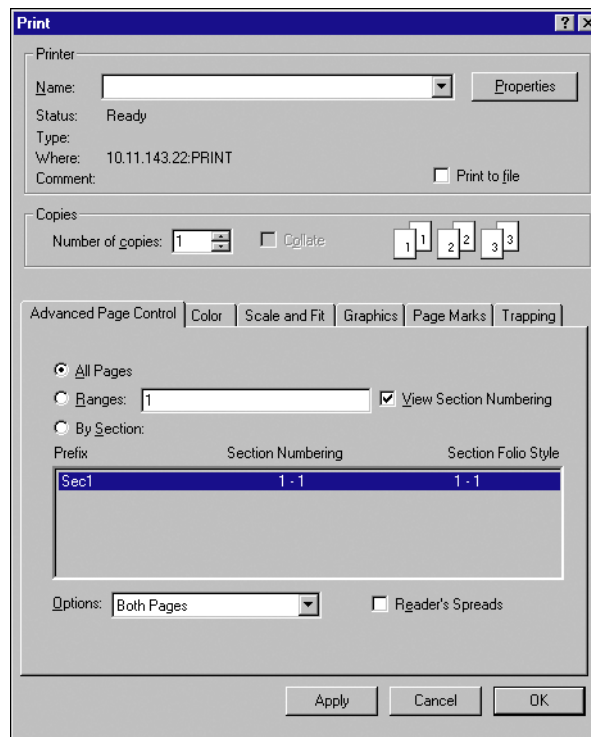 Print
Printer
Name:
Properties
Status: Ready
Type:
Where: 10.11.143.22:PRINT
Comment:
Print to file
Copies
Number of copies: 1
Collate
1 1 2 2 3 3
Advanced Page Control Color Scale and Fit Graphics Page Marks Trapping
All Pages
Ranges: 1
View Section Numbering
By Section:
Prefix Section Numbering Section Folio Style
Sec1 1 - 1 1 - 1
Options: Both Pages
Reader's Spreads
Apply Cancel OK